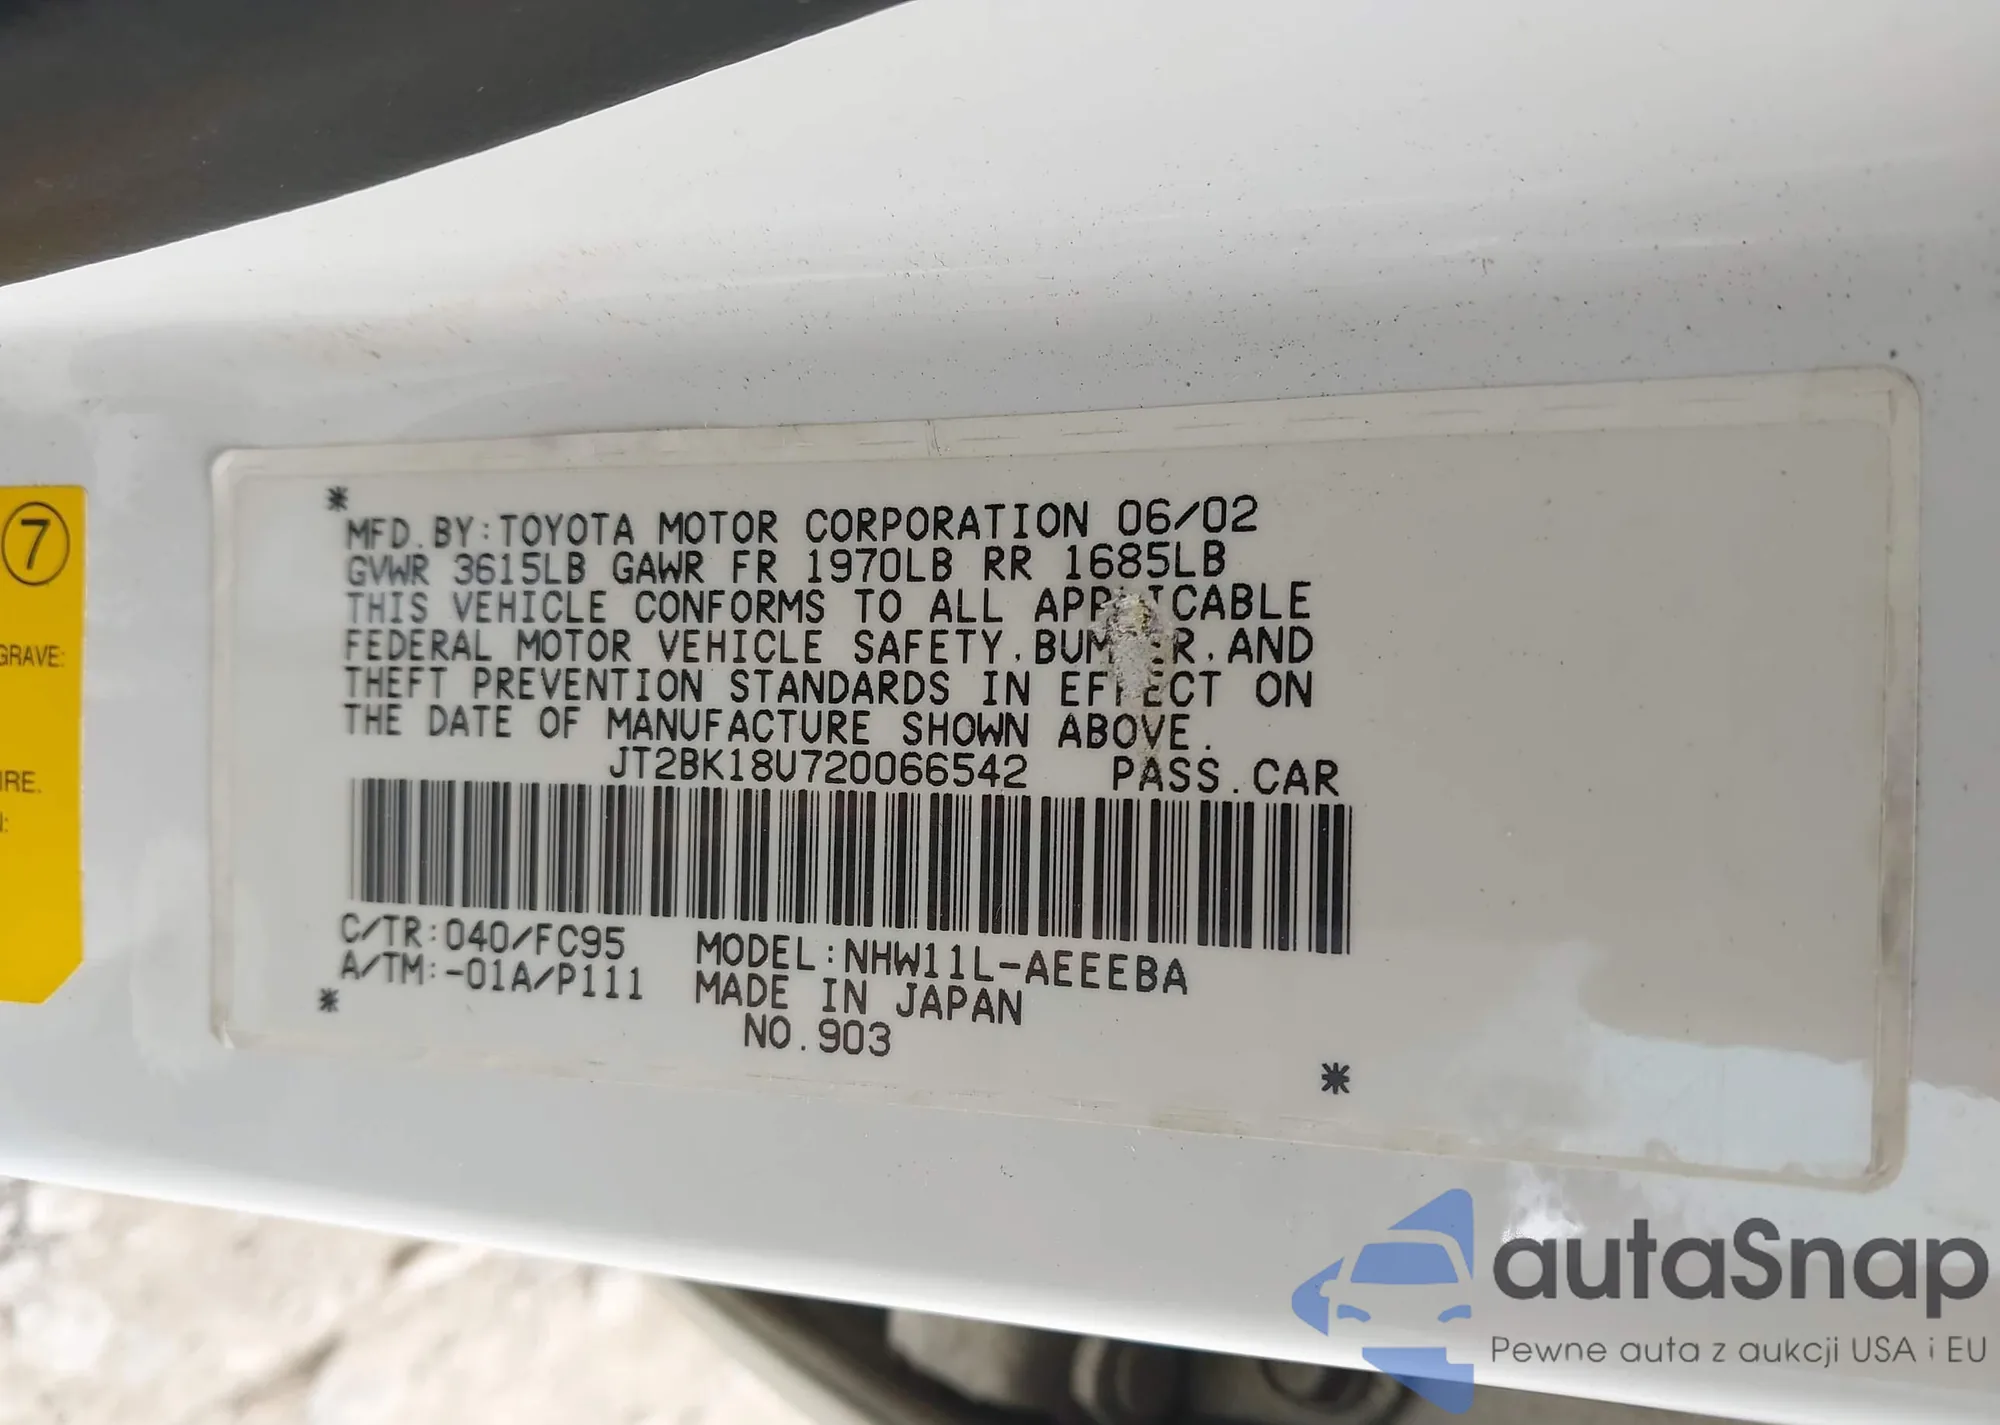 7
GRAVE:
IRE.
*
MFD.BY:TOYOTA MOTOR CORPORATION 06/02
GVWR 3615LB GAWR FR 1970LB RR 1685LB
THIS VEHICLE CONFORMS TO ALL APPLICABLE
FEDERAL MOTOR VEHICLE SAFETY,BUMPER,AND
THEFT PREVENTION STANDARDS IN EFFECT ON
THE DATE OF MANUFACTURE SHOWN ABOVE.
JT2BK18U720066542 PASS.CAR
C/TR:040/FC95 MODEL:NHW11L-AEEEBA
A/TM:-01A/P111 MADE IN JAPAN
* NO.903
*
autaSnap
Pewne auta z aukcji USA i EU